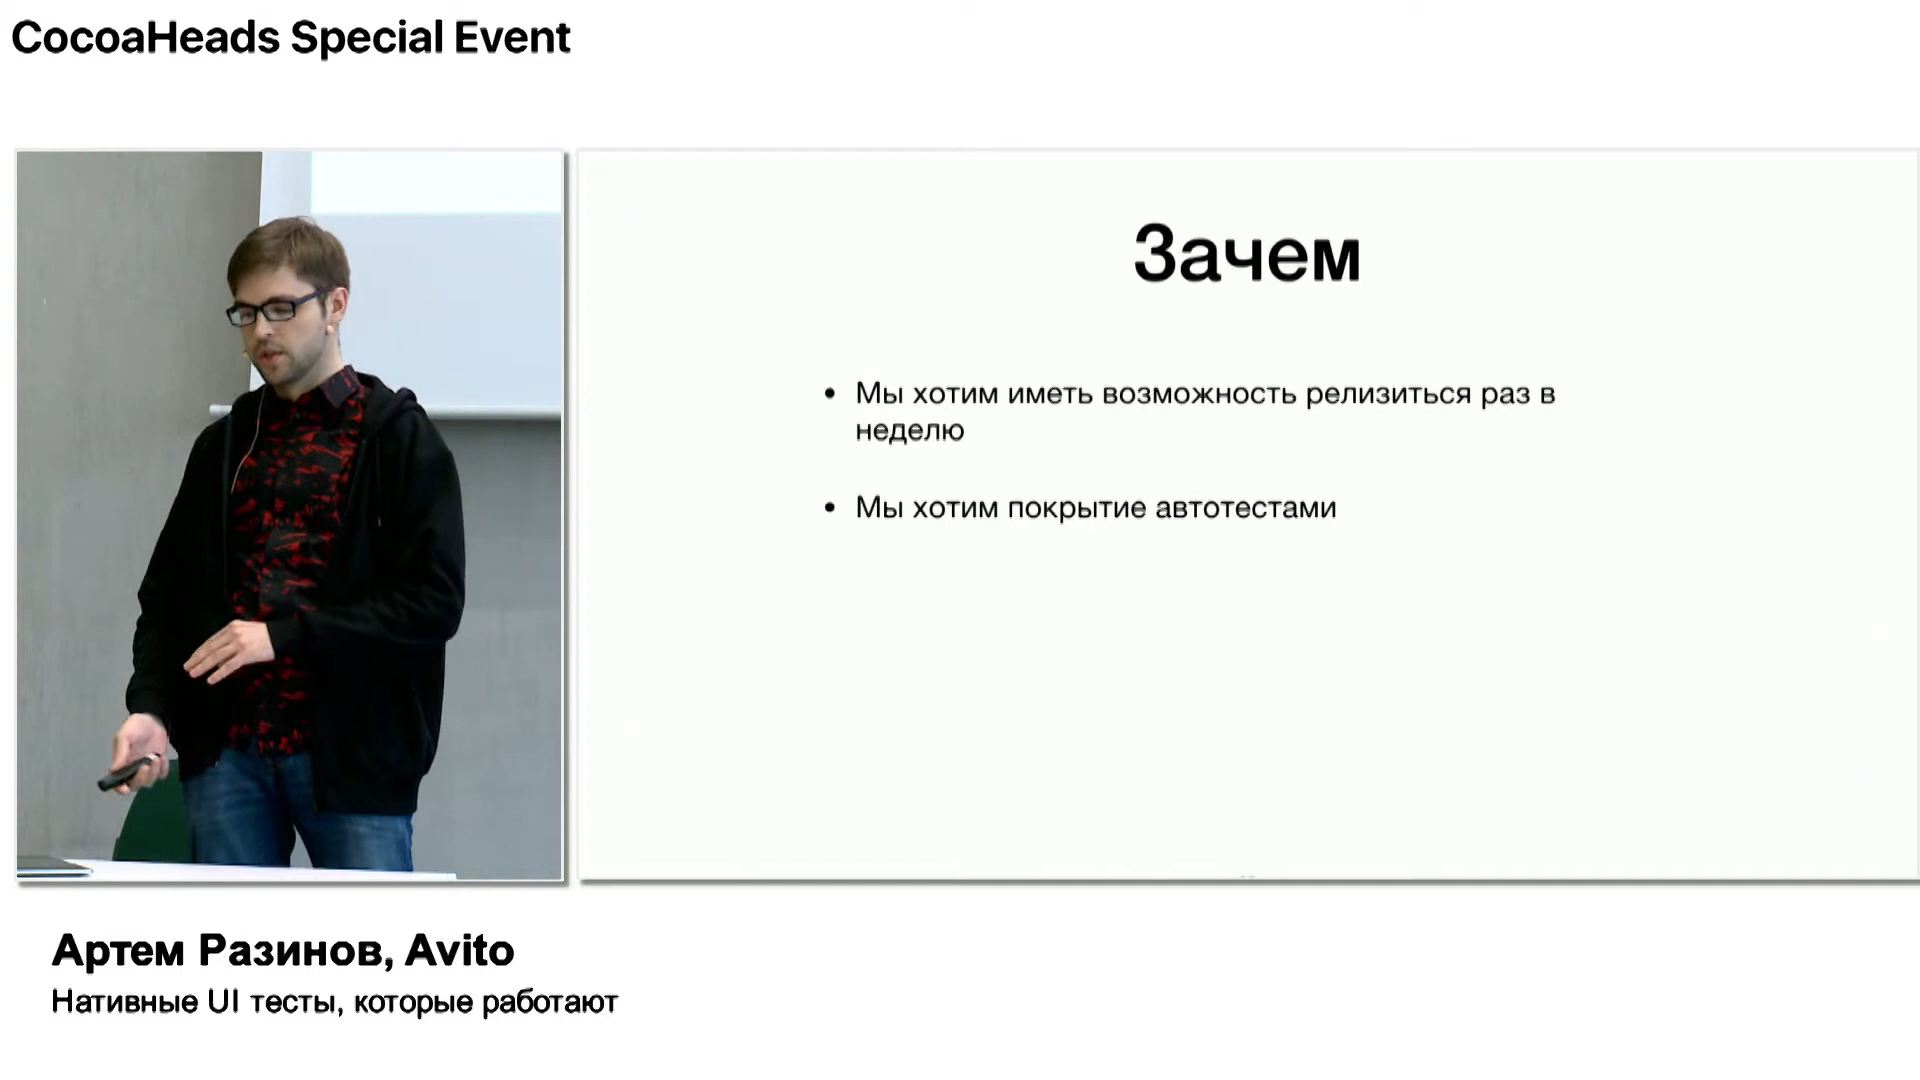 CocoaHeads Special Event
Зачем
• Мы хотим иметь возможность релизиться раз в
неделю
• Мы хотим покрытие автотестами
Артем Разинов, Avito
Нативные UI тесты, которые работают